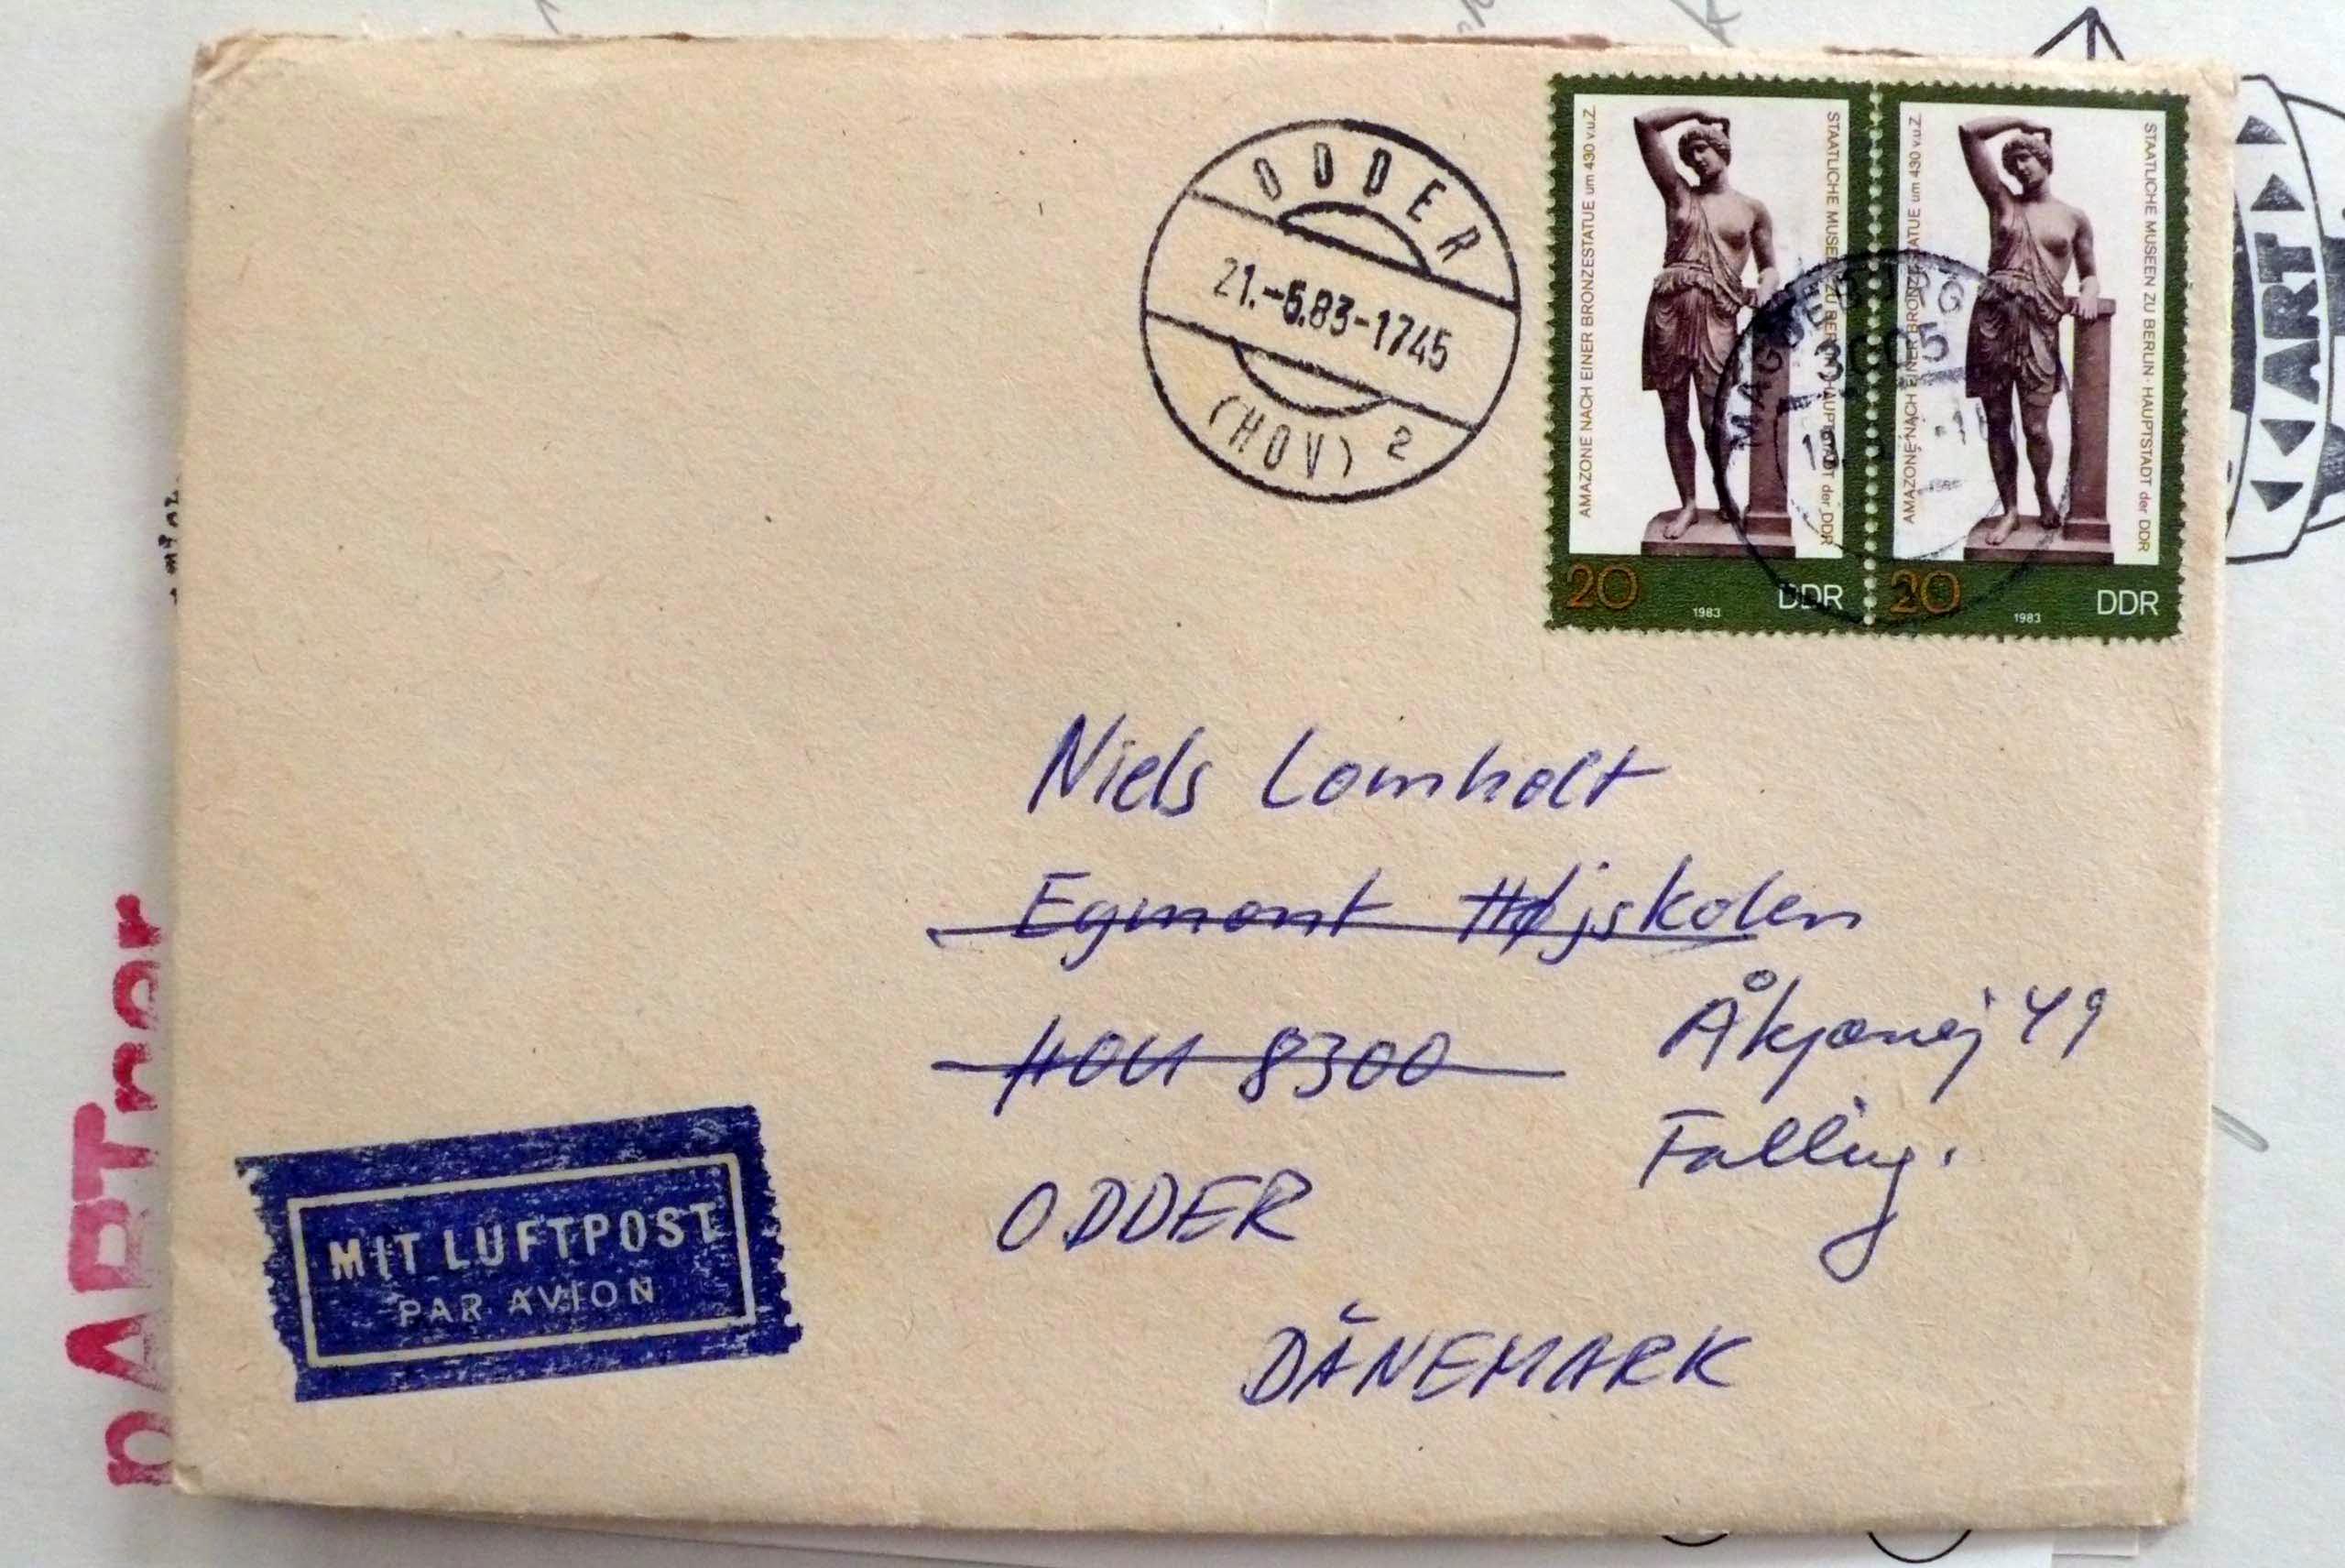 ODDER
21.-6.83-1745
(HOV) 2
AMAZONE NACH EINER BRONZESTATUE um 430 v.u.Z.
STAATLICHE MUSEEN ZU BERLIN · HAUPTSTADT der DDR
20 1983 DDR
AMAZONE NACH EINER BRONZESTATUE um 430 v.u.Z.
STAATLICHE MUSEEN ZU BERLIN · HAUPTSTADT der DDR
20 1983 DDR
MAGDEBURG
Niels Lomholt
Egmont Højskolen
HOU 8300
Åkjærvej 49
Falling.
ODDER
DÄNEMARK
MIT LUFTPOST
PAR AVION
ART